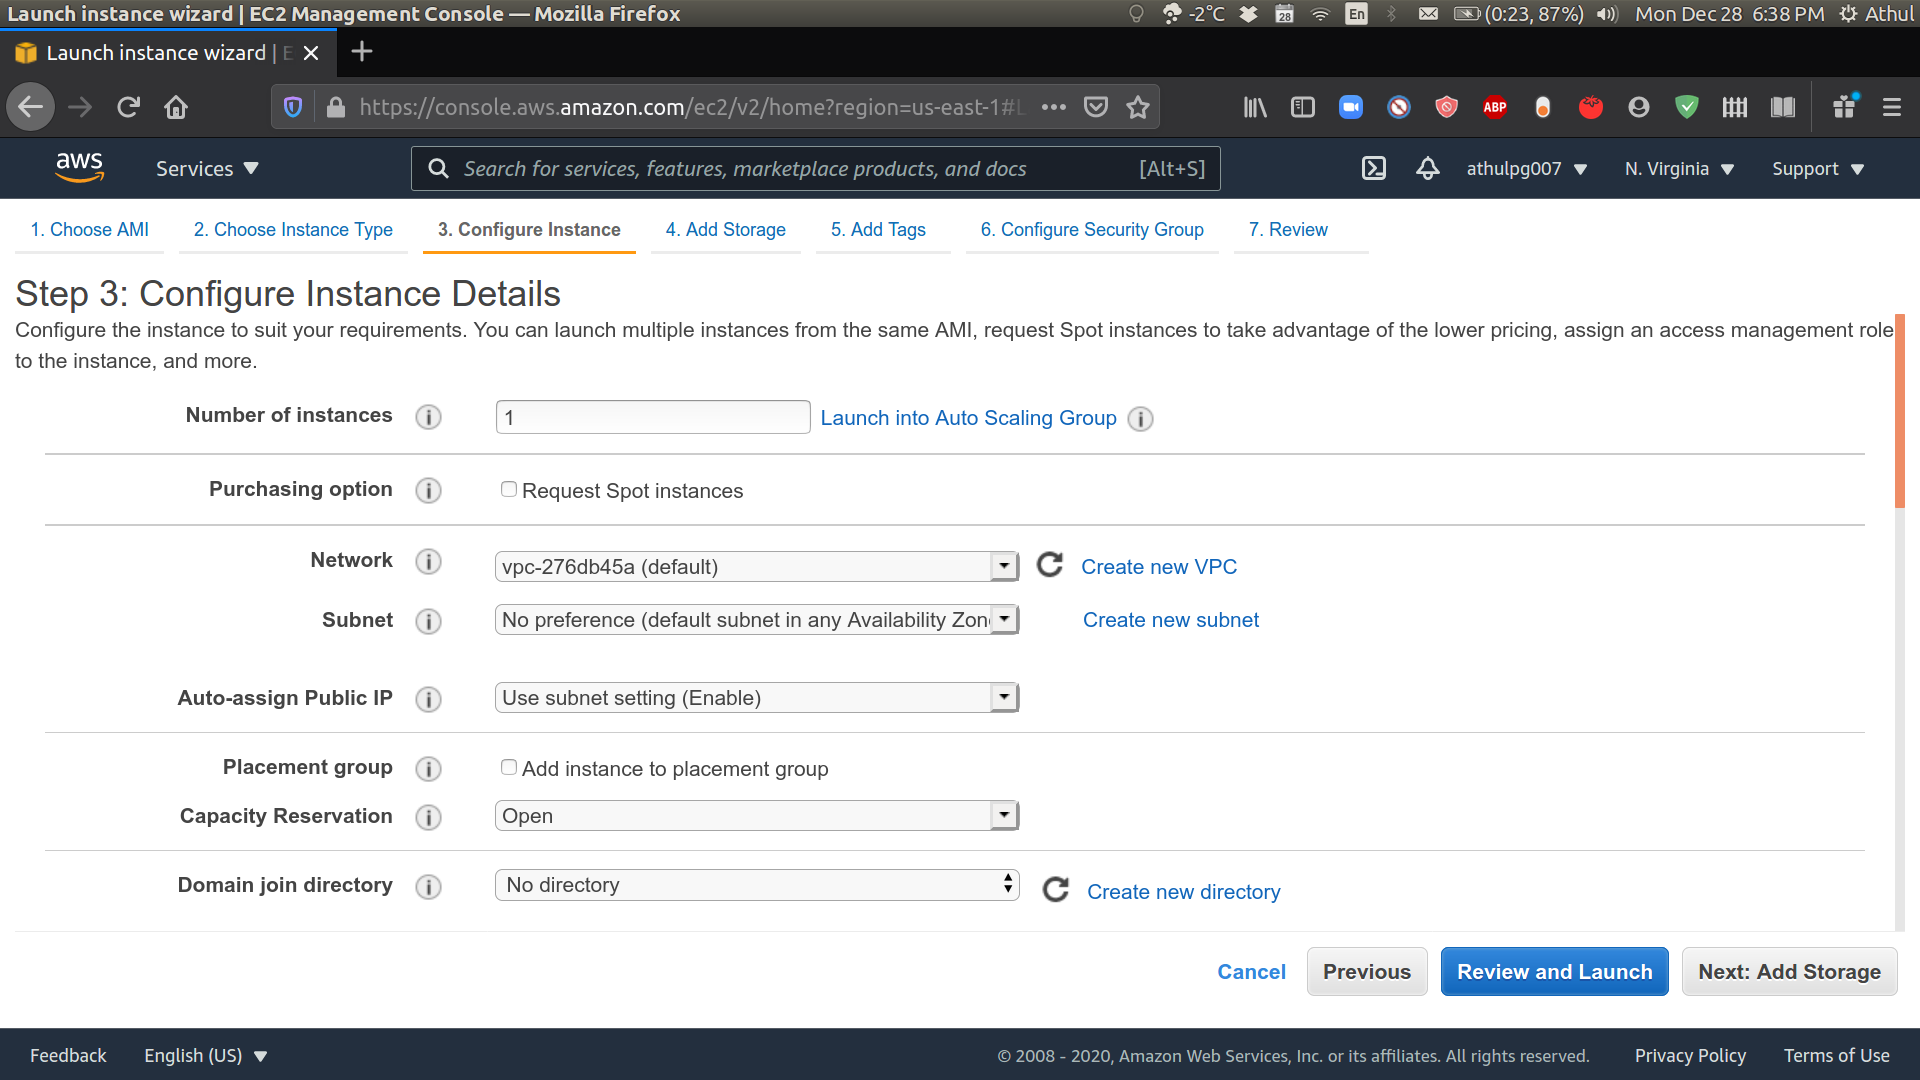 Launch instance wizard | EC2 Management Console — Mozilla Firefox
-2°C
28
En
(0:23, 87%)
Mon Dec 28 6:38 PM
Athul
Launch instance wizard | E
https://console.aws.amazon.com/ec2/v2/home?region=us-east-1#L
ABP
aws
Services
Search for services, features, marketplace products, and docs
[Alt+S]
athulpg007
N. Virginia
Support
1. Choose AMI
2. Choose Instance Type
3. Configure Instance
4. Add Storage
5. Add Tags
6. Configure Security Group
7. Review
Step 3: Configure Instance Details
Configure the instance to suit your requirements. You can launch multiple instances from the same AMI, request Spot instances to take advantage of the lower pricing, assign an access management role
to the instance, and more.
Number of instances
1
Launch into Auto Scaling Group
Purchasing option
Request Spot instances
Network
vpc-276db45a (default)
Create new VPC
Subnet
No preference (default subnet in any Availability Zon
Create new subnet
Auto-assign Public IP
Use subnet setting (Enable)
Placement group
Add instance to placement group
Capacity Reservation
Open
Domain join directory
No directory
Create new directory
Cancel
Previous
Review and Launch
Next: Add Storage
Feedback
English (US)
© 2008 - 2020, Amazon Web Services, Inc. or its affiliates. All rights reserved.
Privacy Policy
Terms of Use